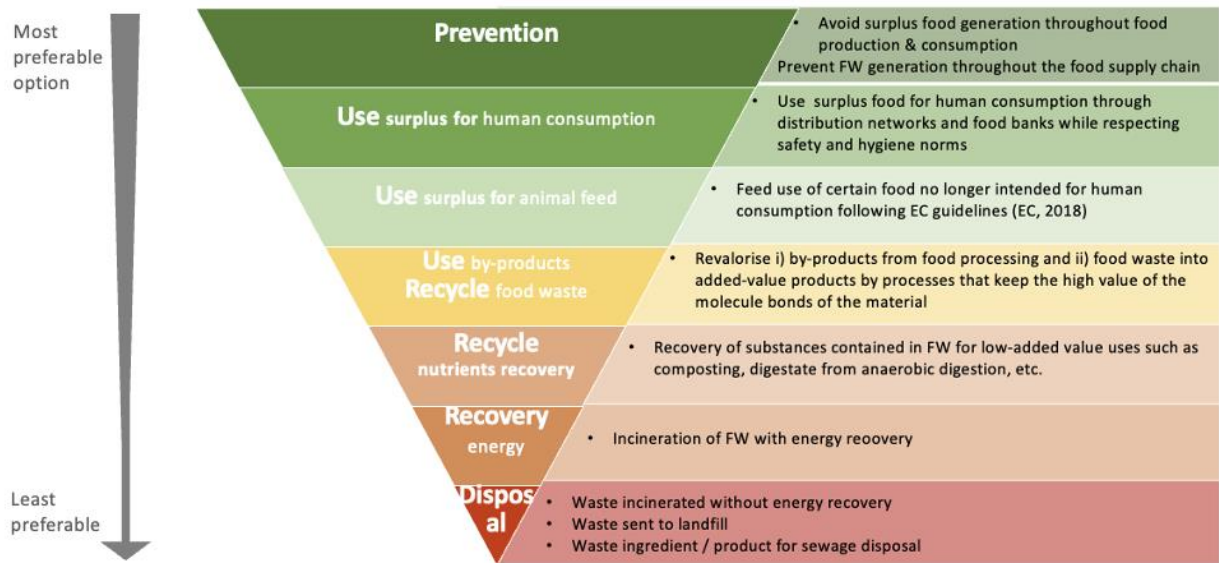 Most
preferable
option
Prevention
• Avoid surplus food generation throughout food
production & consumption
Prevent FW generation throughout the food supply chain
Use surplus for human consumption
• Use surplus food for human consumption through
distribution networks and food banks while respecting
safety and hygiene norms
Use surplus for animal feed
• Feed use of certain food no longer intended for human
consumption following EC guidelines (EC, 2018)
Use by-products
Recycle food waste
• Revalorise i) by-products from food processing and ii) food waste into
added-value products by processes that keep the high value of the
molecule bonds of the material
Recycle
nutrients recovery
• Recovery of substances contained in FW for low-added value uses such as
composting, digestate from anaerobic digestion, etc.
Recovery
energy
• Incineration of FW with energy reoovery
Least
preferable
Dispos
al
• Waste incinerated without energy recovery
• Waste sent to landfill
• Waste ingredient / product for sewage disposal